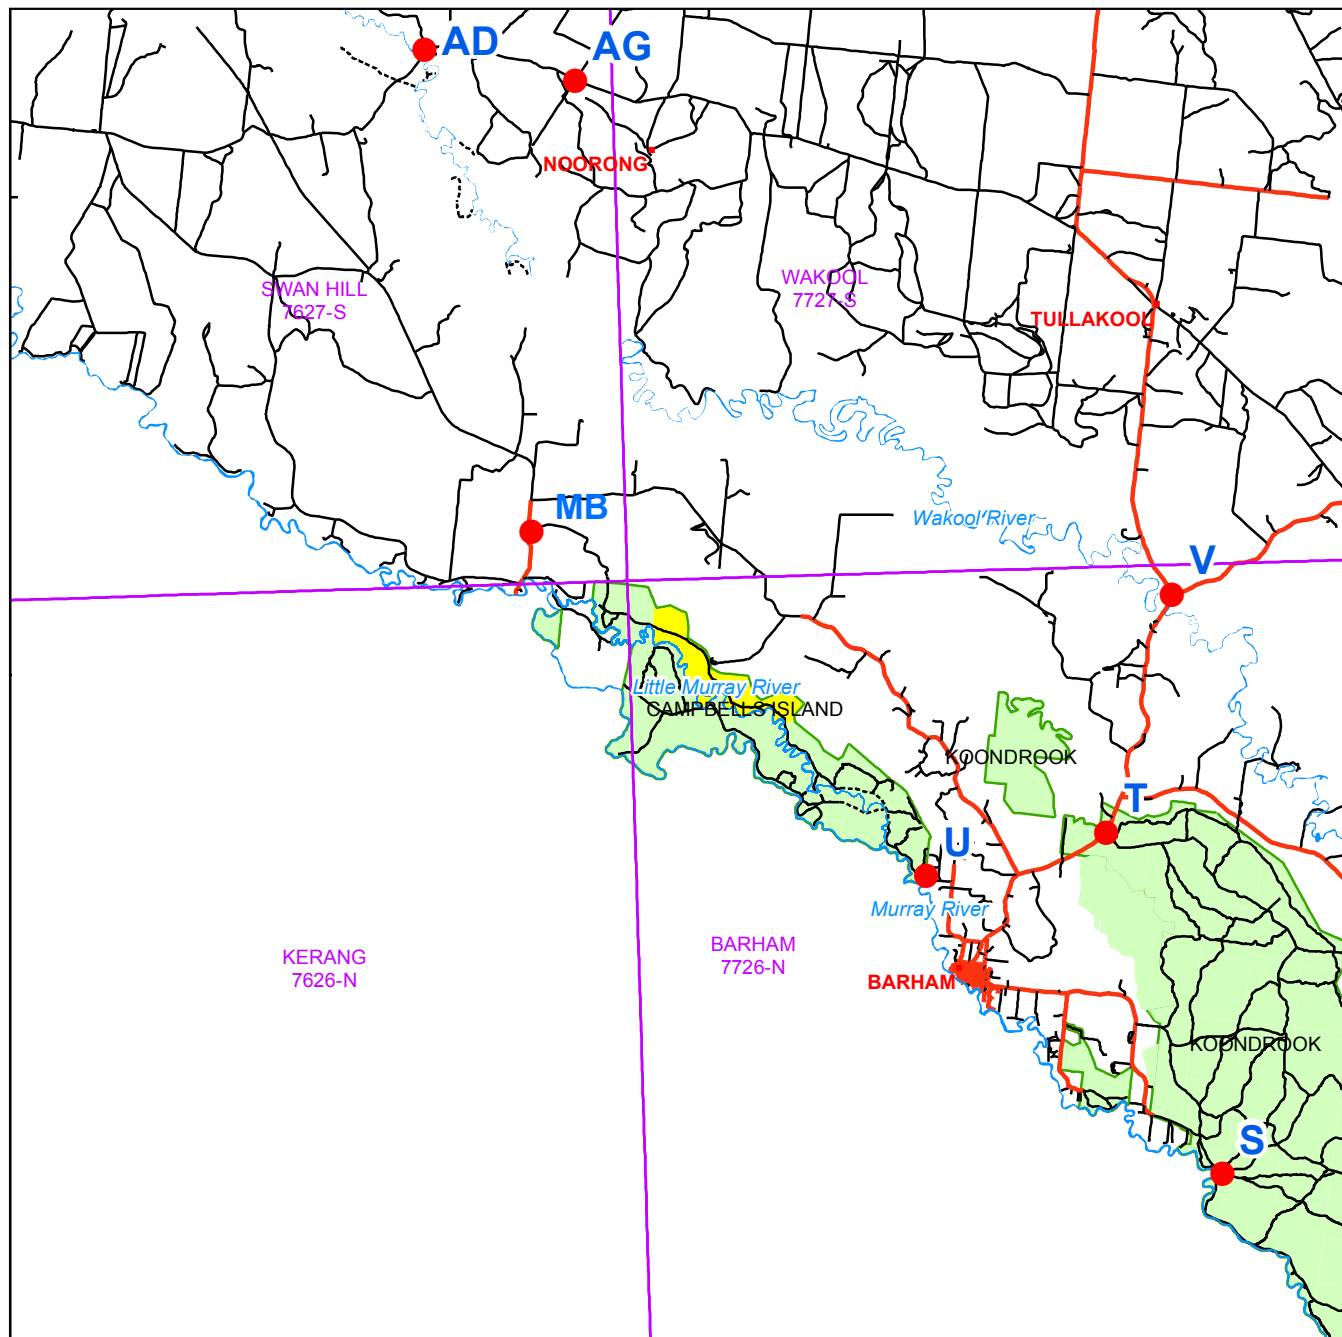 AD
AG
NOORONG
SWAN HILL
7627-S
WAKOOL
7727-S
TULLAKOOL
MB
Wakool River
V
Little Murray River
CAMPBELLS ISLAND
KOONDROOK
T
U
Murray River
KERANG
7626-N
BARHAM
7726-N
BARHAM
KOONDROOK
S